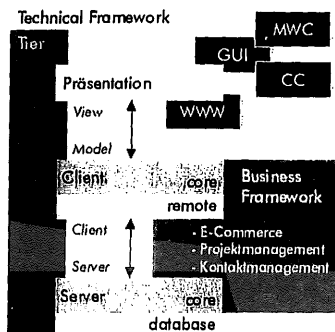 Technical Framework
Tier
MWC
GUI
CC
Präsentation
View
WWW
Model
Client
core
Business
Framework
remote
Client
- E-Commerce
- Projektmanagement
- Kontaktmanagement
Server
Server
core
database